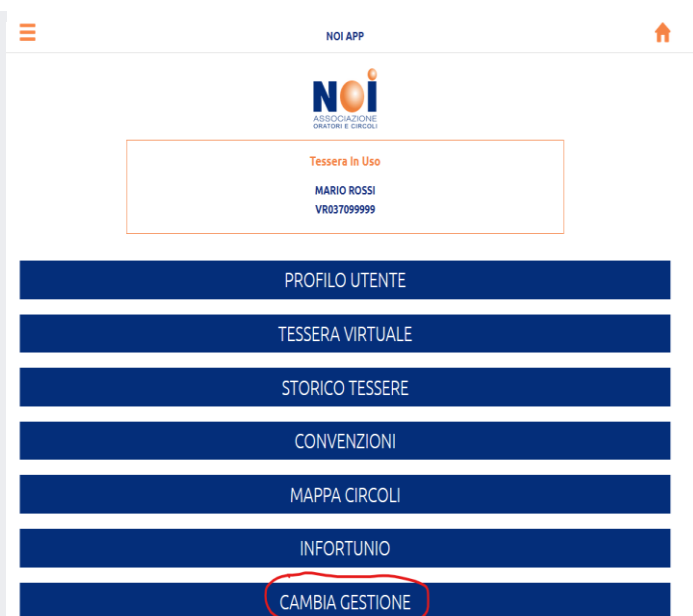 NOI APP
NOI
ASSOCIAZIONE
ORATORI E CIRCOLI
Tessera In Uso
MARIO ROSSI
VR037099999
PROFILO UTENTE
TESSERA VIRTUALE
STORICO TESSERE
CONVENZIONI
MAPPA CIRCOLI
INFORTUNIO
CAMBIA GESTIONE